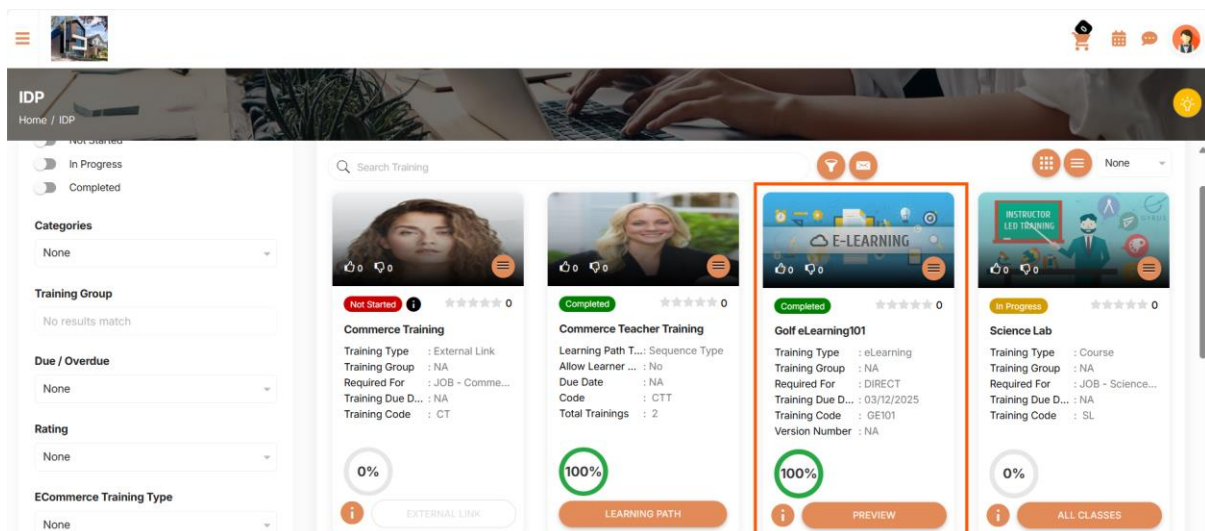 0
IDP
Home / IDP
Not Started
In Progress
Completed
Categories
None
Training Group
No results match
Due / Overdue
None
Rating
None
ECommerce Training Type
None
Search Training
None
0 0
Not Started i 0
Commerce Training
Training Type : External Link
Training Group : NA
Required For : JOB - Comme...
Training Due D... : NA
Training Code : CT
0%
i EXTERNAL LINK
0 0
Completed 0
Commerce Teacher Training
Learning Path T...: Sequence Type
Allow Learner ... : No
Due Date : NA
Code : CTT
Total Trainings : 2
100%
LEARNING PATH
E-LEARNING
0 0
Completed 0
Golf eLearning101
Training Type : eLearning
Training Group : NA
Required For : DIRECT
Training Due D... : 03/12/2025
Training Code : GE101
Version Number : NA
100%
i PREVIEW
INSTRUCTOR
LED TRAINING
GYRUS
0 0
In Progress 0
Science Lab
Training Type : Course
Training Group : NA
Required For : JOB - Science...
Training Due D... : NA
Training Code : SL
0%
i ALL CLASSES